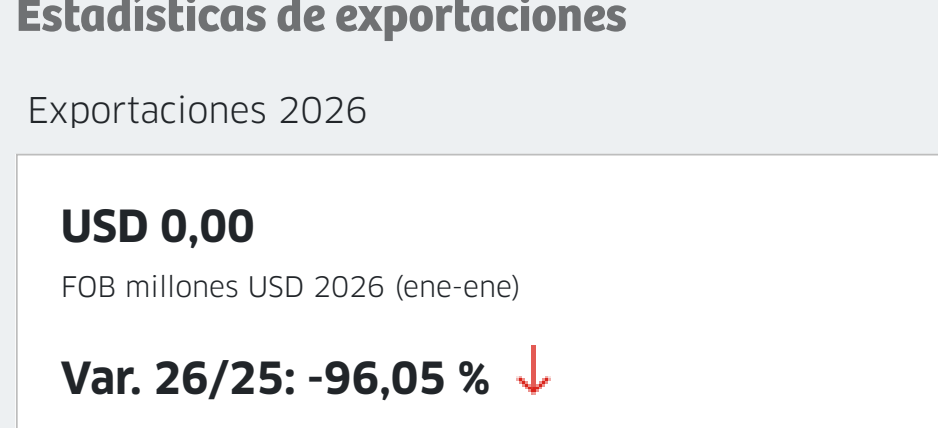 Estadísticas de exportaciones
Exportaciones 2026
USD 0,00
FOB millones USD 2026 (ene-ene)
Var. 26/25: -96,05 %